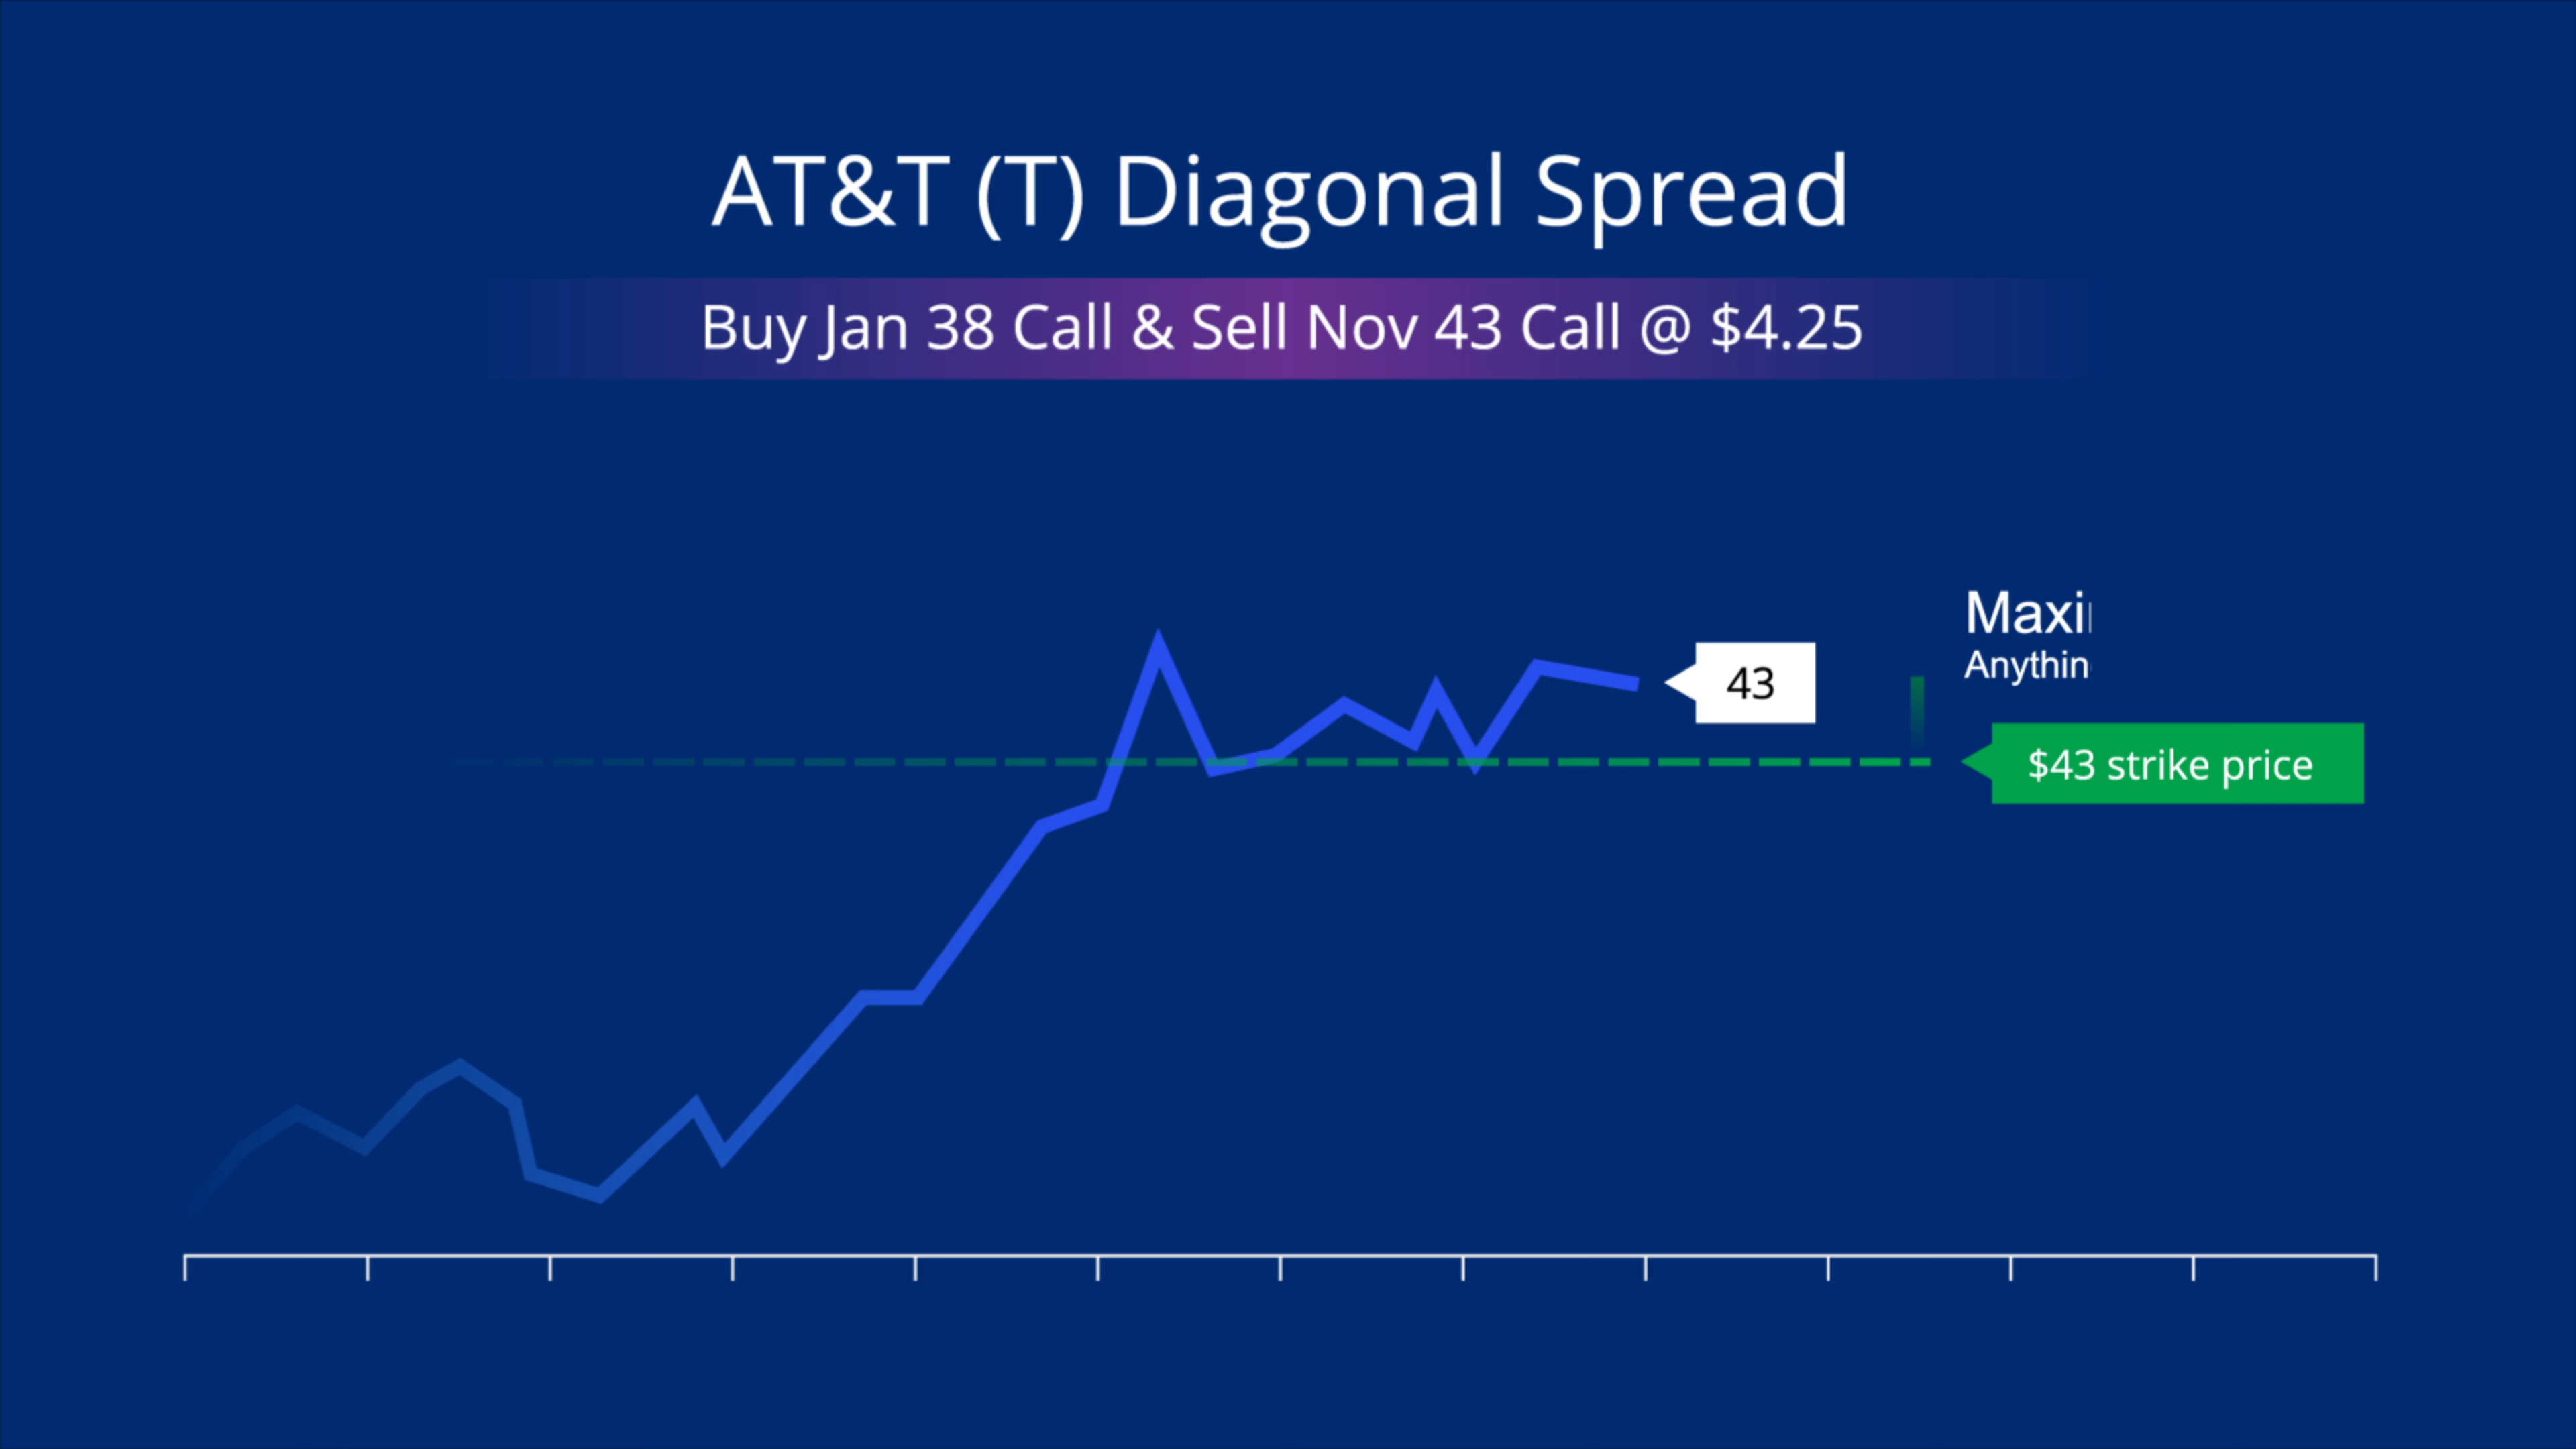 AT&T (T) Diagonal Spread
Buy Jan 38 Call & Sell Nov 43 Call @ $4.25
Maxi
Anythin
43
$43 strike price